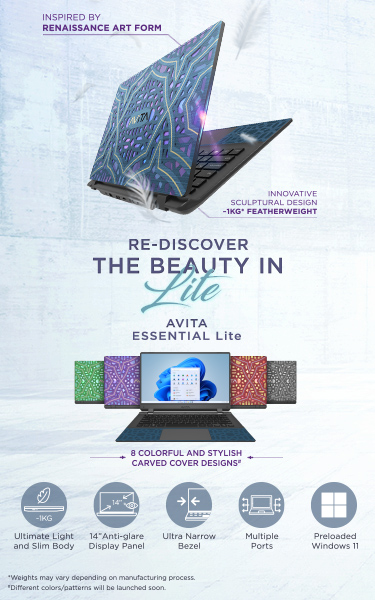 INSPIRED BY
RENAISSANCE ART FORM
AVITA
INNOVATIVE
SCULPTURAL DESIGN
~1KG* FEATHERWEIGHT
RE-DISCOVER
THE BEAUTY IN
Lite
AVITA
ESSENTIAL Lite
8 COLORFUL AND STYLISH
CARVED COVER DESIGNS#
~1KG
14"
Ultimate Light
and Slim Body
14"Anti-glare
Display Panel
Ultra Narrow
Bezel
Multiple
Ports
Preloaded
Windows 11
*Weights may vary depending on manufacturing process.
#Different colors/patterns will be launched soon.